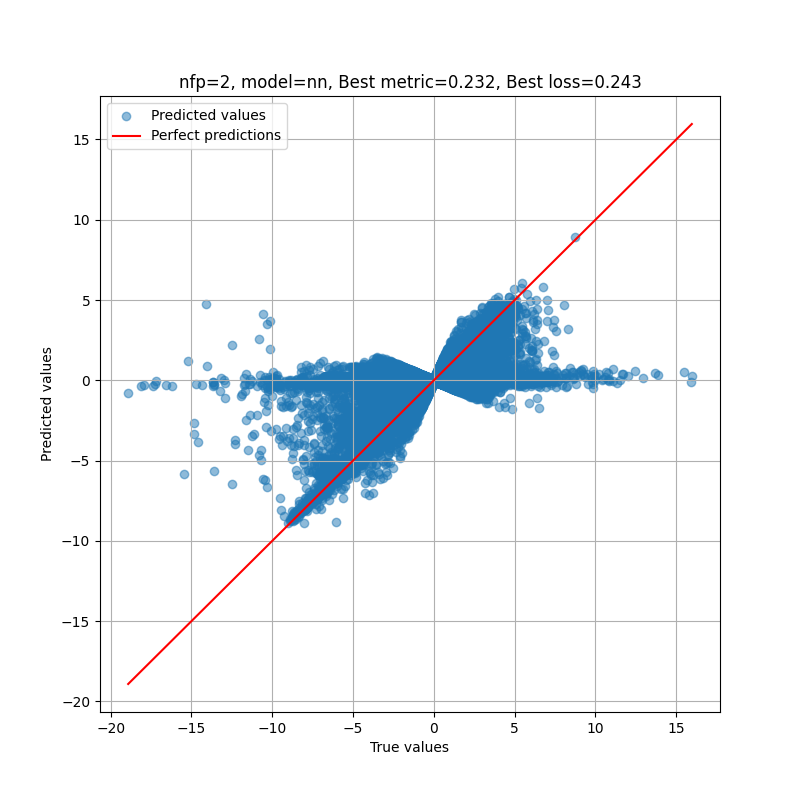 nfp=2, model=nn, Best metric=0.232, Best loss=0.243
Predicted values
Perfect predictions
15
10
5
0
−5
−10
−15
−20
Predicted values
−20 −15 −10 −5 0 5 10 15
True values